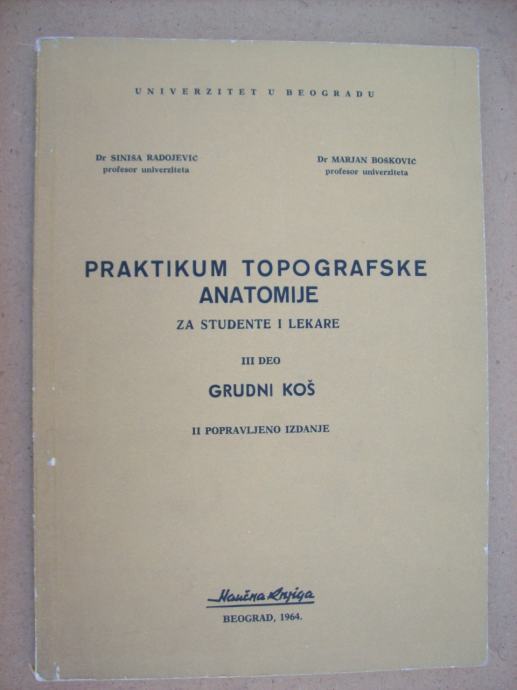 UNIVERZITET U BEOGRADU
Dr SINIŠA RADOJEVIĆ
profesor univerziteta
Dr MARJAN BOŠKOVIĆ
profesor univerziteta
PRAKTIKUM TOPOGRAFSKE
ANATOMIJE
ZA STUDENTE I LEKARE
III DEO
GRUDNI KOŠ
II POPRAVLJENO IZDANJE
Naučna Knjiga
BEOGRAD, 1964.